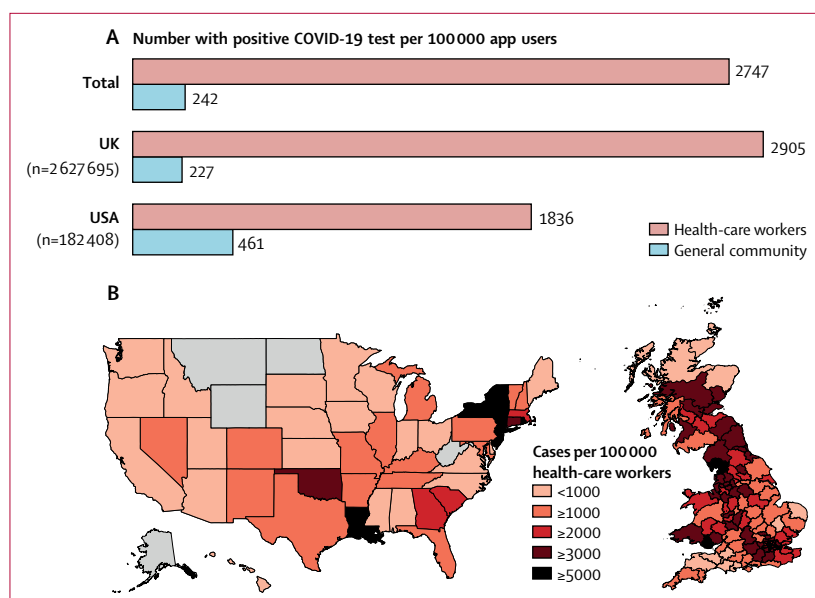 A Number with positive COVID-19 test per 100 000 app users
Total
2747
242
UK
(n=2 627 695)
2905
227
USA
(n=182 408)
1836
461
Health-care workers
General community
B
Cases per 100 000
health-care workers
<1000
≥1000
≥2000
≥3000
≥5000